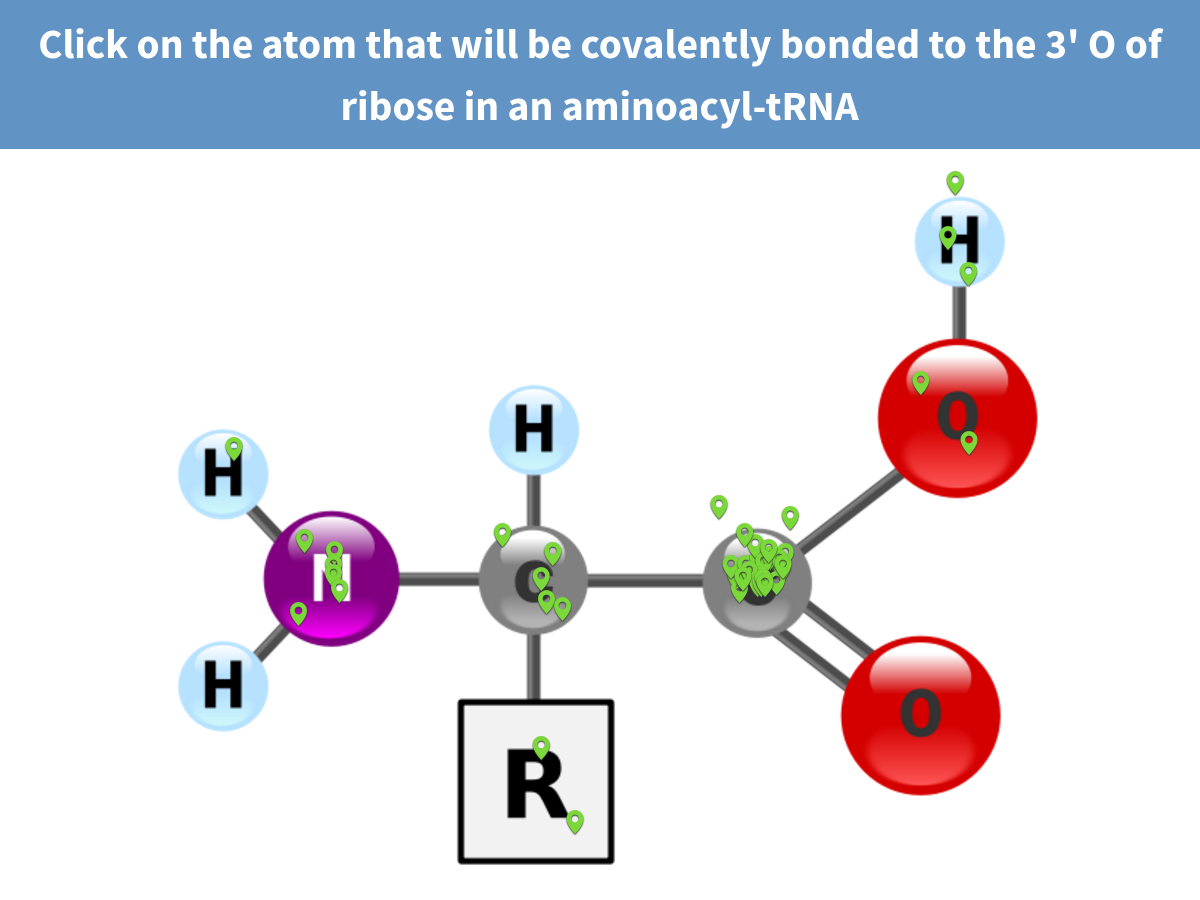 Click on the atom that will be covalently bonded to the 3' O of
ribose in an aminoacyl-tRNA
H
O
H
H
N
C
C
H
O
R